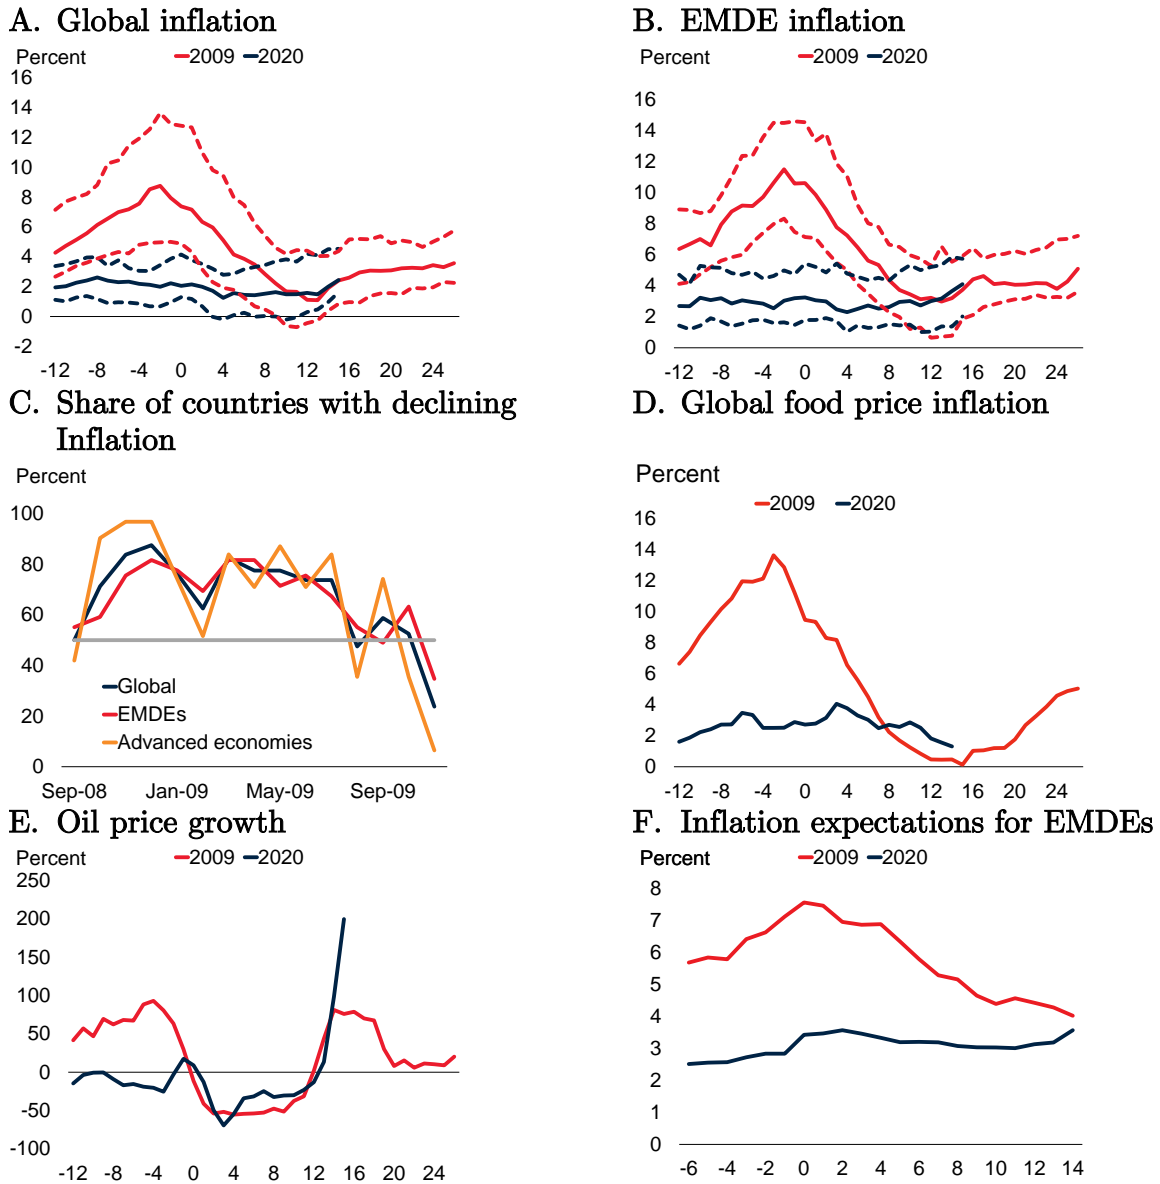 A. Global inflation
Percent
2009 2020
16
14
12
10
8
6
4
2
0
-2
-12 -8 -4 0 4 8 12 16 20 24
B. EMDE inflation
Percent
2009 2020
16
14
12
10
8
6
4
2
0
-12 -8 -4 0 4 8 12 16 20 24
C. Share of countries with declining
Inflation
Percent
100
80
60
40
20
0
Global
EMDEs
Advanced economies
Sep-08 Jan-09 May-09 Sep-09
D. Global food price inflation
Percent
2009 2020
16
14
12
10
8
6
4
2
0
-12 -8 -4 0 4 8 12 16 20 24
E. Oil price growth
Percent
2009 2020
250
200
150
100
50
0
-50
-100
-12 -8 -4 0 4 8 12 16 20 24
F. Inflation expectations for EMDEs
Percent
2009 2020
8
7
6
5
4
3
2
1
0
-6 -4 -2 0 2 4 6 8 10 12 14